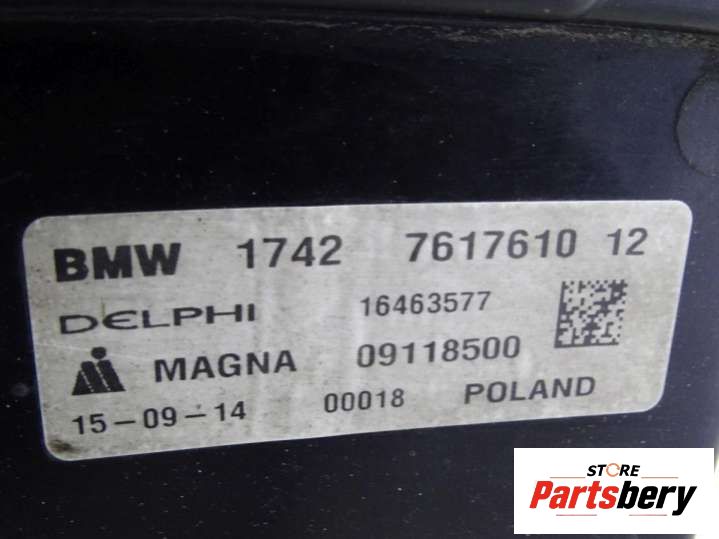 BMW 1742 7617610 12
DELPHI 16463577
MAGNA 09118500
15-09-14 00018 POLAND
STORE
Partsbery